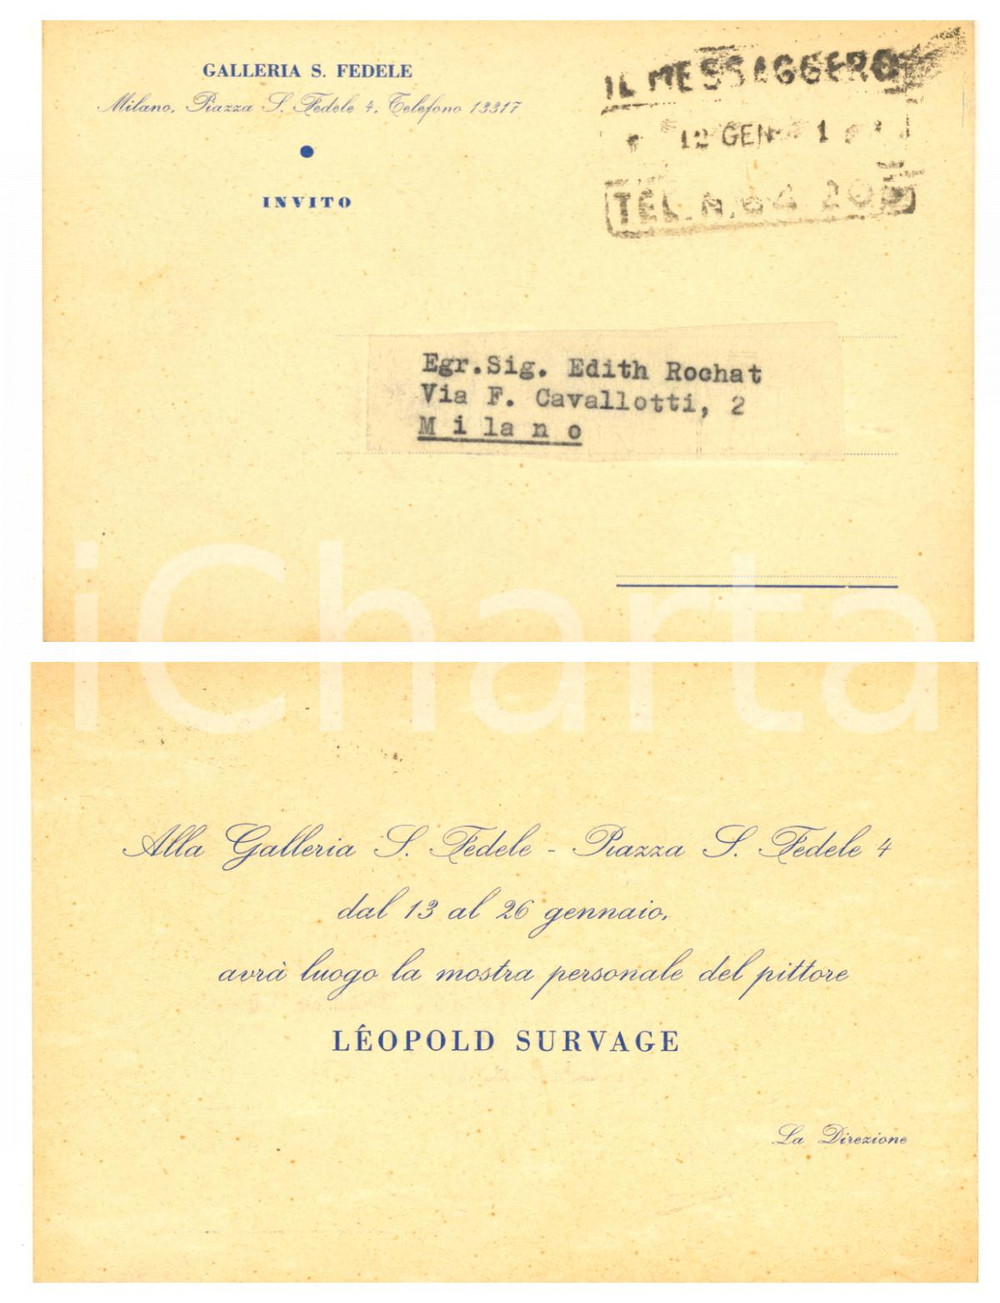 GALLERIA S. FEDELE
Milano, Piazza S. Fedele 4, Telefono 13317
INVITO
IL MESSAGGERO
12 GEN
TEL. N.
Egr.Sig. Edith Rochat
Via F. Cavallotti, 2
Milano
iCharta
Alla Galleria S. Fedele - Piazza S. Fedele 4
dal 13 al 26 gennaio,
avrà luogo la mostra personale del pittore
LÉOPOLD SURVAGE
La Direzione